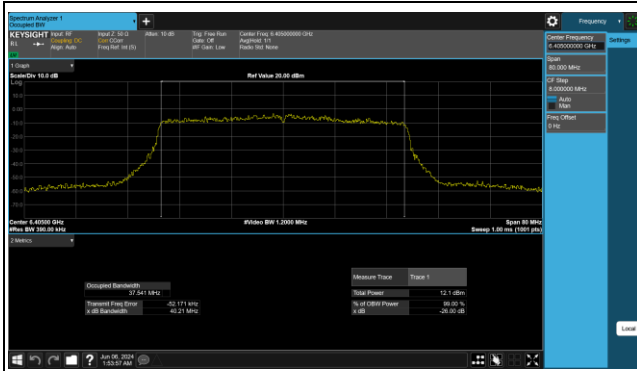 Spectrum Analyzer 1
Occupied BW
+
Frequency
KEYSIGHT Input: RF
Coupling: DC
Align: Auto
Input Z: 50 Ω
Corr CCorr
Freq Ref: Int (S)
Atten: 10 dB
Trig: Free Run
Gate: Off
#IF Gain: Low
Center Freq: 6.405000000 GHz
Avg|Hold: 1/1
Radio Std: None
Center Frequency
6.405000000 GHz
Settings
Span
80.000 MHz
CF Step
8.000000 MHz
Auto
Man
Freq Offset
0 Hz
1 Graph
Scale/Div 10.0 dB
Ref Value 20.00 dBm
Log
10.0
0.00
Center 6.40500 GHz
#Res BW 390.00 kHz
#Video BW 1.2000 MHz
Span 80 MHz
Sweep 1.00 ms (1001 pts)
2 Metrics
Occupied Bandwidth
37.541 MHz
Transmit Freq Error -52.171 kHz
x dB Bandwidth 40.21 MHz
Measure Trace Trace 1
Total Power 12.1 dBm
% of OBW Power 99.00 %
x dB -26.00 dB
Local
Jun 06, 2024
1:53:57 AM